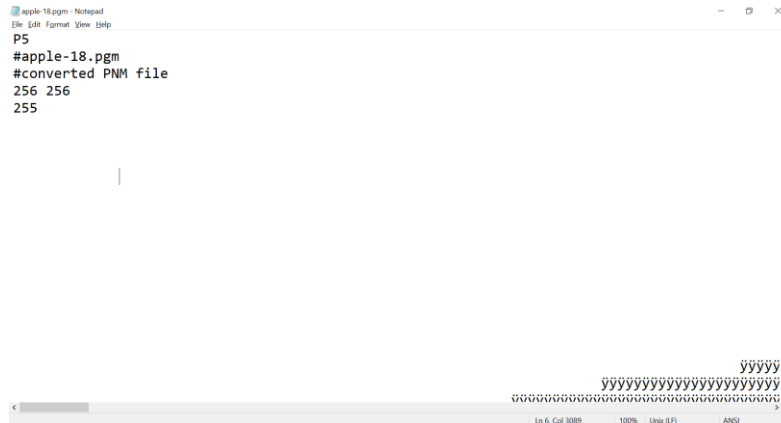 apple-18.pgm - Notepad
File Edit Format View Help
P5
#apple-18.pgm
#converted PNM file
256 256
255
ÿÿÿÿÿ
ÿÿÿÿÿÿÿÿÿÿÿÿÿÿÿÿÿÿÿÿÿÿ
ÿÿÿÿÿÿÿÿÿÿÿÿÿÿÿÿÿÿÿÿÿÿÿÿÿÿÿÿÿÿÿÿÿ
Ln 6, Col 3089 100% Unix (LF) ANSI